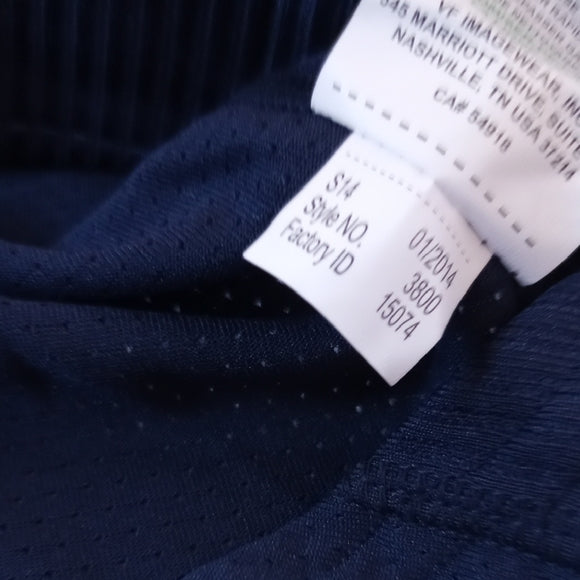 VF IMAGEWEAR, INC
545 MARRIOTT DRIVE, SUITE
NASHVILLE, TN USA 37214
CA# 54918
S14 01/2014
Style NO. 3800
Factory ID 15074